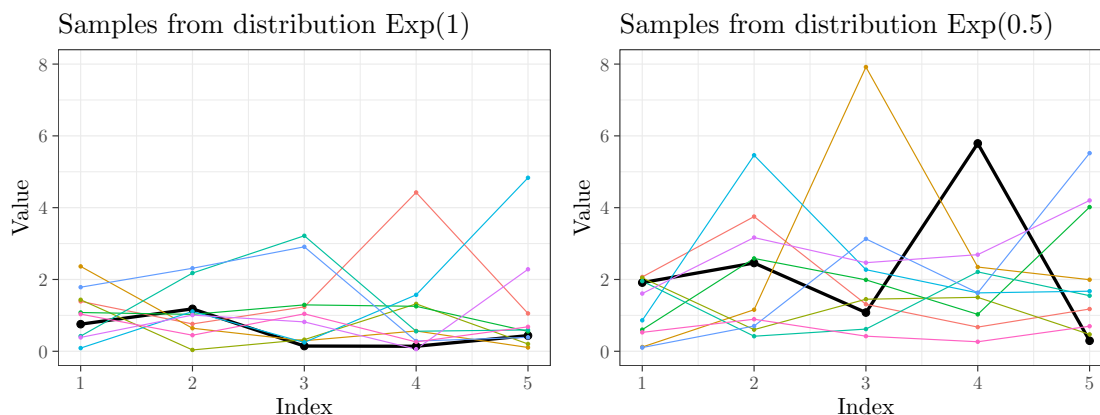 Samples from distribution Exp(1)
Value
8
6
4
2
0
1 2 3 4 5
Index
Samples from distribution Exp(0.5)
Value
8
6
4
2
0
1 2 3 4 5
Index